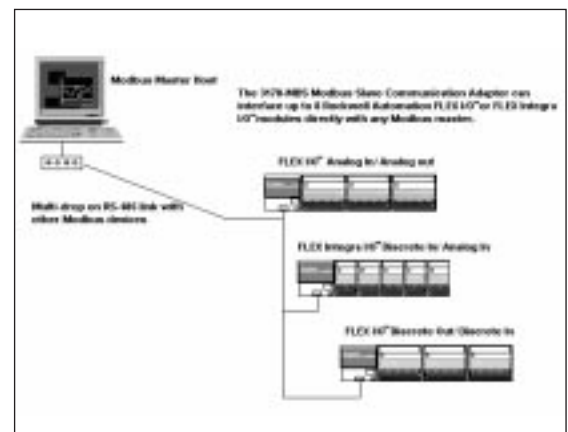 Modbus Master Host
The 3170-MBS Modbus Slave Communication Adapter can
interface up to 8 Rockwell Automation FLEX I/O™ or FLEX Integra
I/O™ modules directly with any Modbus master.
FLEX I/O™ Analog In/Analog out
Multi-drop on RS-485 link with
other Modbus devices
FLEX Integra I/O™ Discrete In/Analog In
FLEX I/O™ Discrete Out/Discrete In